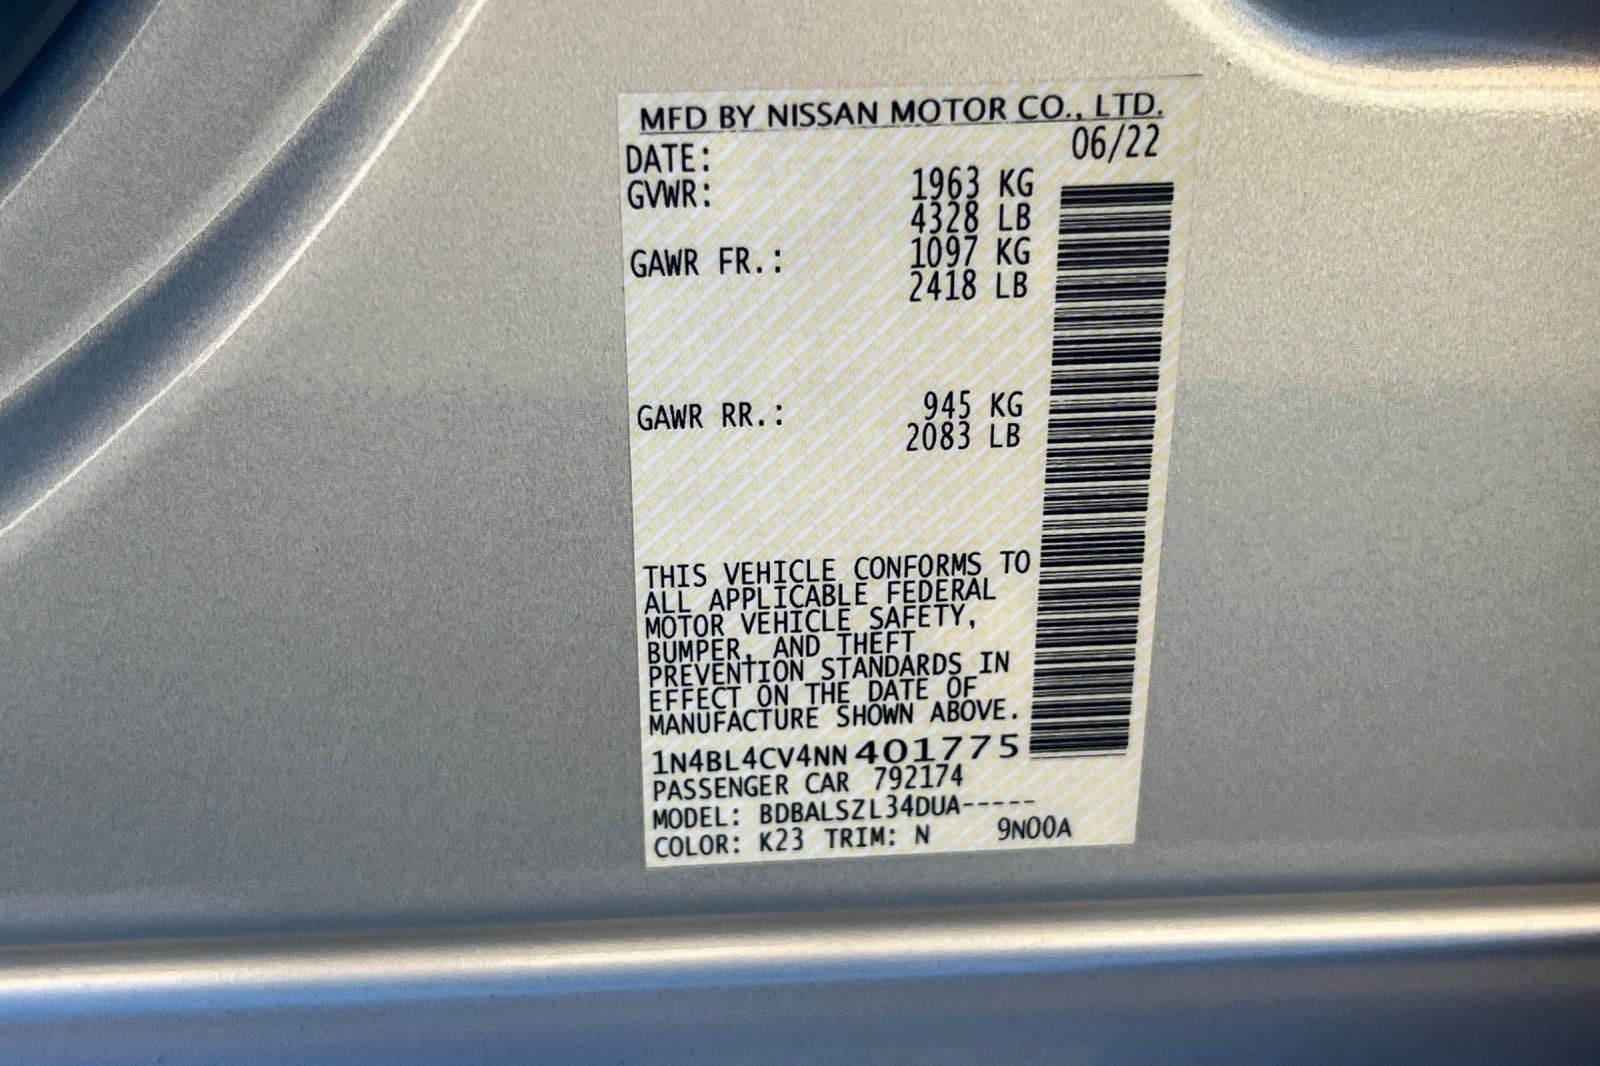 MFD BY NISSAN MOTOR CO., LTD.
DATE: 06/22
GVWR: 1963 KG
4328 LB
GAWR FR.: 1097 KG
2418 LB
GAWR RR.: 945 KG
2083 LB
THIS VEHICLE CONFORMS TO
ALL APPLICABLE FEDERAL
MOTOR VEHICLE SAFETY,
BUMPER, AND THEFT
PREVENTION STANDARDS IN
EFFECT ON THE DATE OF
MANUFACTURE SHOWN ABOVE.
1N4BL4CV4NN401775
PASSENGER CAR 792174
MODEL: BDBALSZL34DUA-----
COLOR: K23 TRIM: N 9N00A